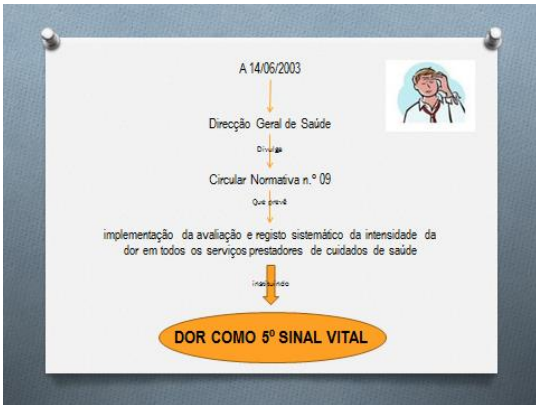 A 14/06/2003
Direcção Geral de Saúde
Divulga
Circular Normativa n.º 09
Que prevê
implementação da avaliação e registo sistemático da intensidade da
dor em todos os serviços prestadores de cuidados de saúde
instituindo
DOR COMO 5º SINAL VITAL